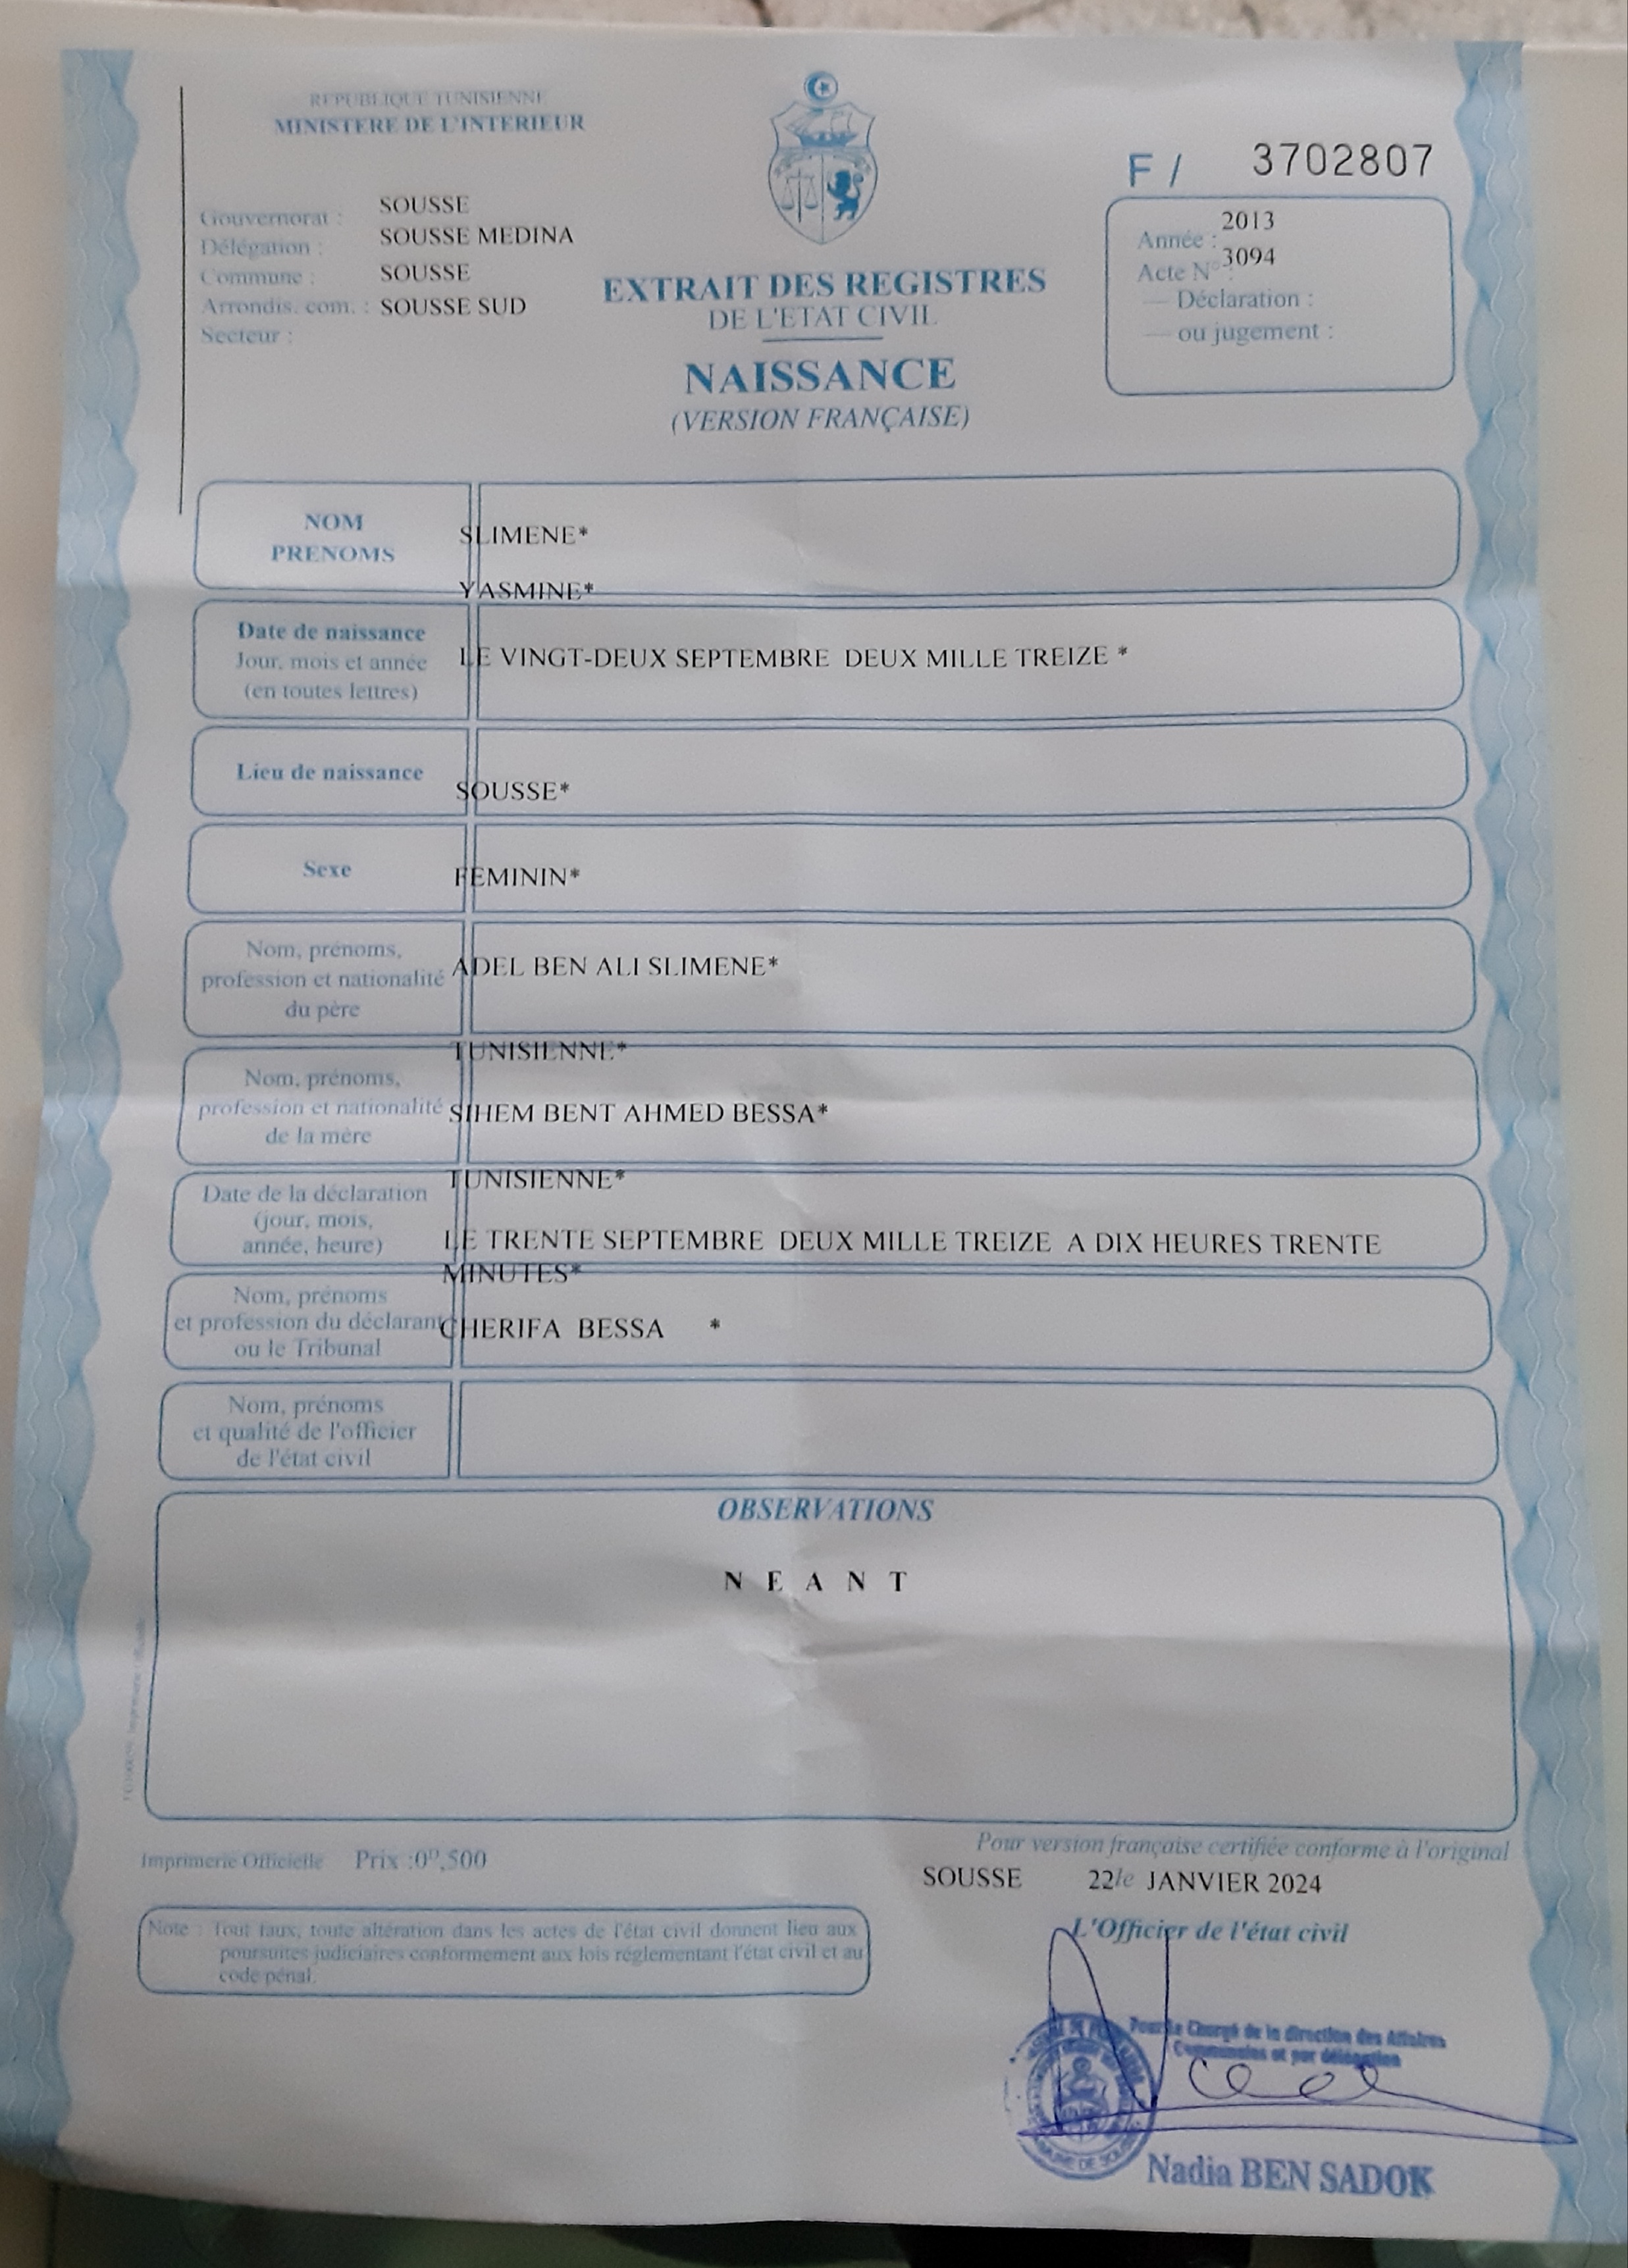 REPUBLIQUE TUNISIENNE
MINISTERE DE L'INTERIEUR
F / 3702807
Gouvernorat : SOUSSE
Délégation : SOUSSE MEDINA
Commune : SOUSSE
Arrondis. com. : SOUSSE SUD
Secteur :
EXTRAIT DES REGISTRES
DE L'ETAT CIVIL
NAISSANCE
(VERSION FRANÇAISE)
Année : 2013
Acte N° : 3094
— Déclaration :
— ou jugement :
NOM
PRENOMS
SLIMENE*
YASMINE*
Date de naissance
Jour, mois et année
(en toutes lettres)
LE VINGT-DEUX SEPTEMBRE DEUX MILLE TREIZE *
Lieu de naissance
SOUSSE*
Sexe
FEMININ*
Nom, prénoms,
profession et nationalité
du père
ADEL BEN ALI SLIMENE*
TUNISIENNE*
Nom, prénoms,
profession et nationalité
de la mère
SIHEM BENT AHMED BESSA*
TUNISIENNE*
Date de la déclaration
(jour, mois,
année, heure)
LE TRENTE SEPTEMBRE DEUX MILLE TREIZE A DIX HEURES TRENTE
MINUTES*
Nom, prénoms
et profession du déclarant
ou le Tribunal
CHERIFA BESSA *
Nom, prénoms
et qualité de l'officier
de l'état civil
OBSERVATIONS
N E A N T
Imprimerie Officielle Prix :0ᴰ,500
Pour version française certifiée conforme à l'original
SOUSSE 22le JANVIER 2024
L'Officier de l'état civil
Note : Tout faux, toute altération dans les actes de l'état civil donnent lieu aux
poursuites judiciaires conformement aux lois réglementant l'état civil et au
code pénal.
Pour le Chargé de la direction des Affaires
Communales et par délégation
Nadia BEN SADOK